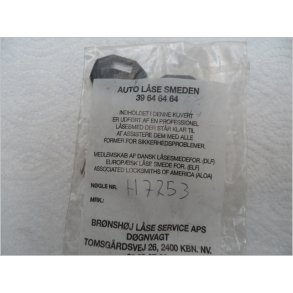 AUTO LÅSE SMEDEN
39 64 64 64
INDHOLDET I DENNE KUVERT
ER UDFØRT AF EN PROFESSIONEL
LÅSESMED DER STÅR KLAR TIL
AT ASSISTERE DEM MED ALLE
FORMER FOR SIKKERHEDSPROBLEMER.
MEDLEMSKAB AF DANSK LÅSESMEDEFOR. (DLF)
EUROPÆISK LÅSE SMEDE FOR. (ELF)
ASSOCIATED LOCKSMITHS OF AMERICA (ALOA)
NØGLE NR. H7253
MRK.:
BRØNSHØJ LÅSE SERVICE APS
DØGNVAGT
TOMSGÅRDSVEJ 26, 2400 KBN. NV.